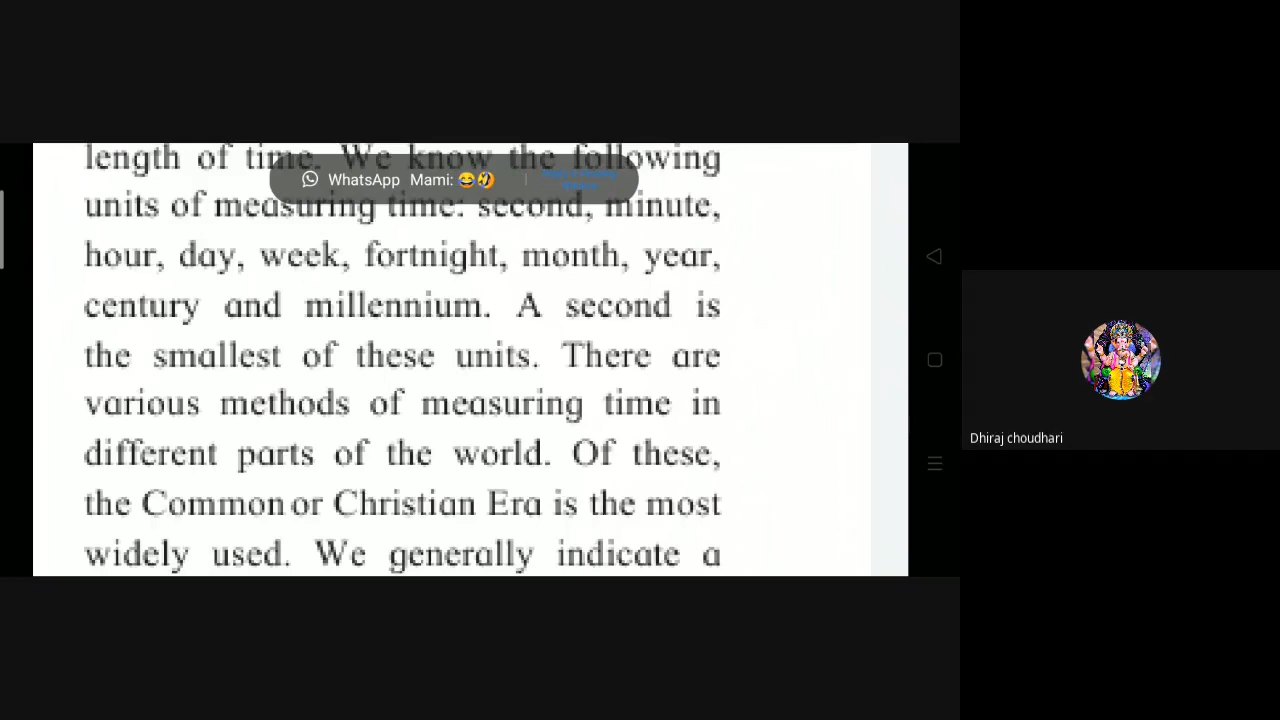 length of time. We know the following
WhatsApp Mami: 😂🤣
units of measuring time: second, minute,
hour, day, week, fortnight, month, year,
century and millennium. A second is
the smallest of these units. There are
various methods of measuring time in
different parts of the world. Of these,
the Common or Christian Era is the most
widely used. We generally indicate a
Dhiraj choudhari